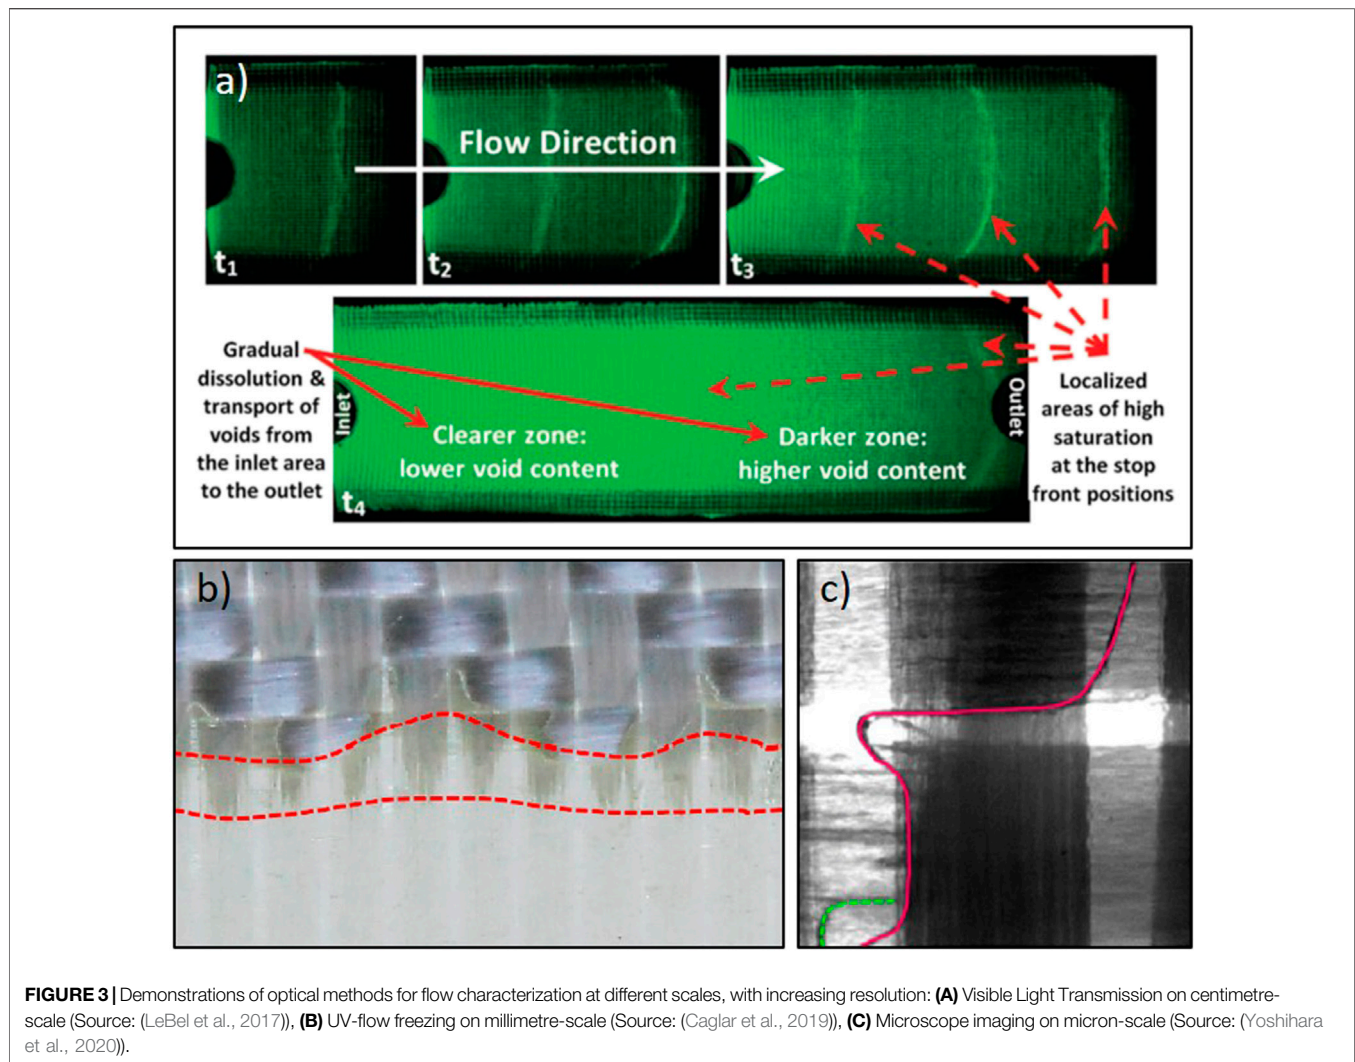 a)
Flow Direction
t1
t2
t3
Gradual
dissolution &
transport of
voids from
the inlet area
to the outlet
Inlet
Clearer zone:
lower void content
Darker zone:
higher void content
Outlet
Localized
areas of high
saturation
at the stop
front positions
t4
b)
c)
FIGURE 3 | Demonstrations of optical methods for flow characterization at different scales, with increasing resolution: (A) Visible Light Transmission on centimetre-
scale (Source: (LeBel et al., 2017)), (B) UV-flow freezing on millimetre-scale (Source: (Caglar et al., 2019)), (C) Microscope imaging on micron-scale (Source: (Yoshihara
et al., 2020)).